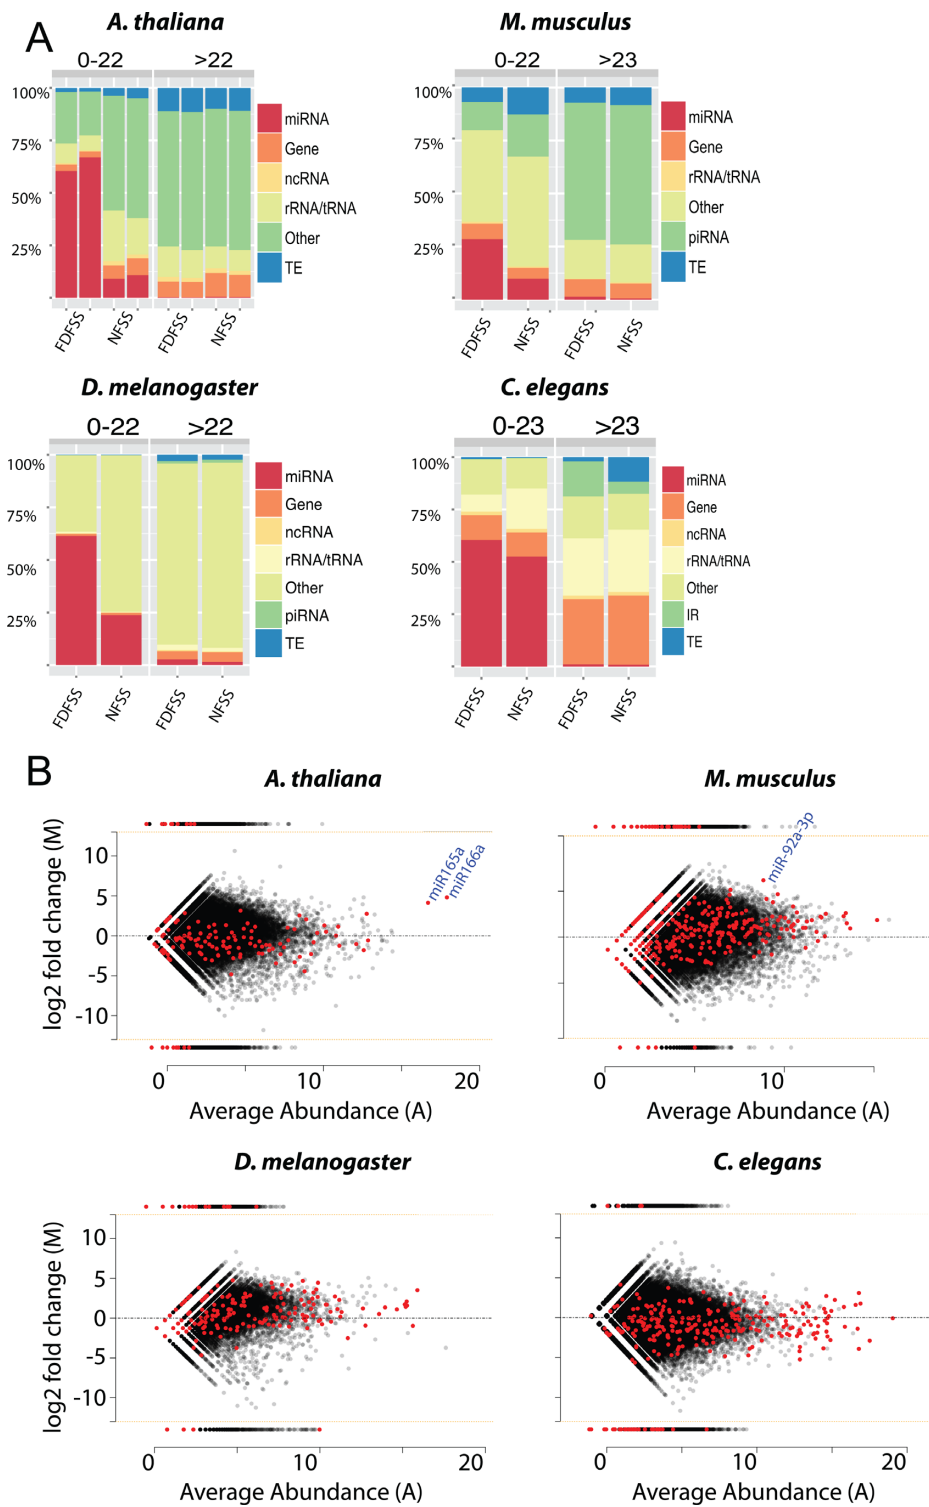 A
A. thaliana
0-22 >22
100%
75%
50%
25%
FDFSS NFSS FDFSS NFSS
miRNA
Gene
ncRNA
rRNA/tRNA
Other
TE
M. musculus
0-22 >23
100%
75%
50%
25%
FDFSS NFSS FDFSS NFSS
miRNA
Gene
rRNA/tRNA
Other
piRNA
TE
D. melanogaster
0-22 >22
100%
75%
50%
25%
FDFSS NFSS FDFSS NFSS
miRNA
Gene
ncRNA
rRNA/tRNA
Other
piRNA
TE
C. elegans
0-23 >23
100%
75%
50%
25%
FDFSS NFSS FDFSS NFSS
miRNA
Gene
ncRNA
rRNA/tRNA
Other
IR
TE
B
A. thaliana
log2 fold change (M)
10
5
0
-5
-10
miR165a
miR166a
0 10 20
Average Abundance (A)
M. musculus
miR-92a-3p
0 10
Average Abundance (A)
D. melanogaster
log2 fold change (M)
10
5
0
-5
-10
0 10 20
Average Abundance (A)
C. elegans
0 10 20
Average Abundance (A)